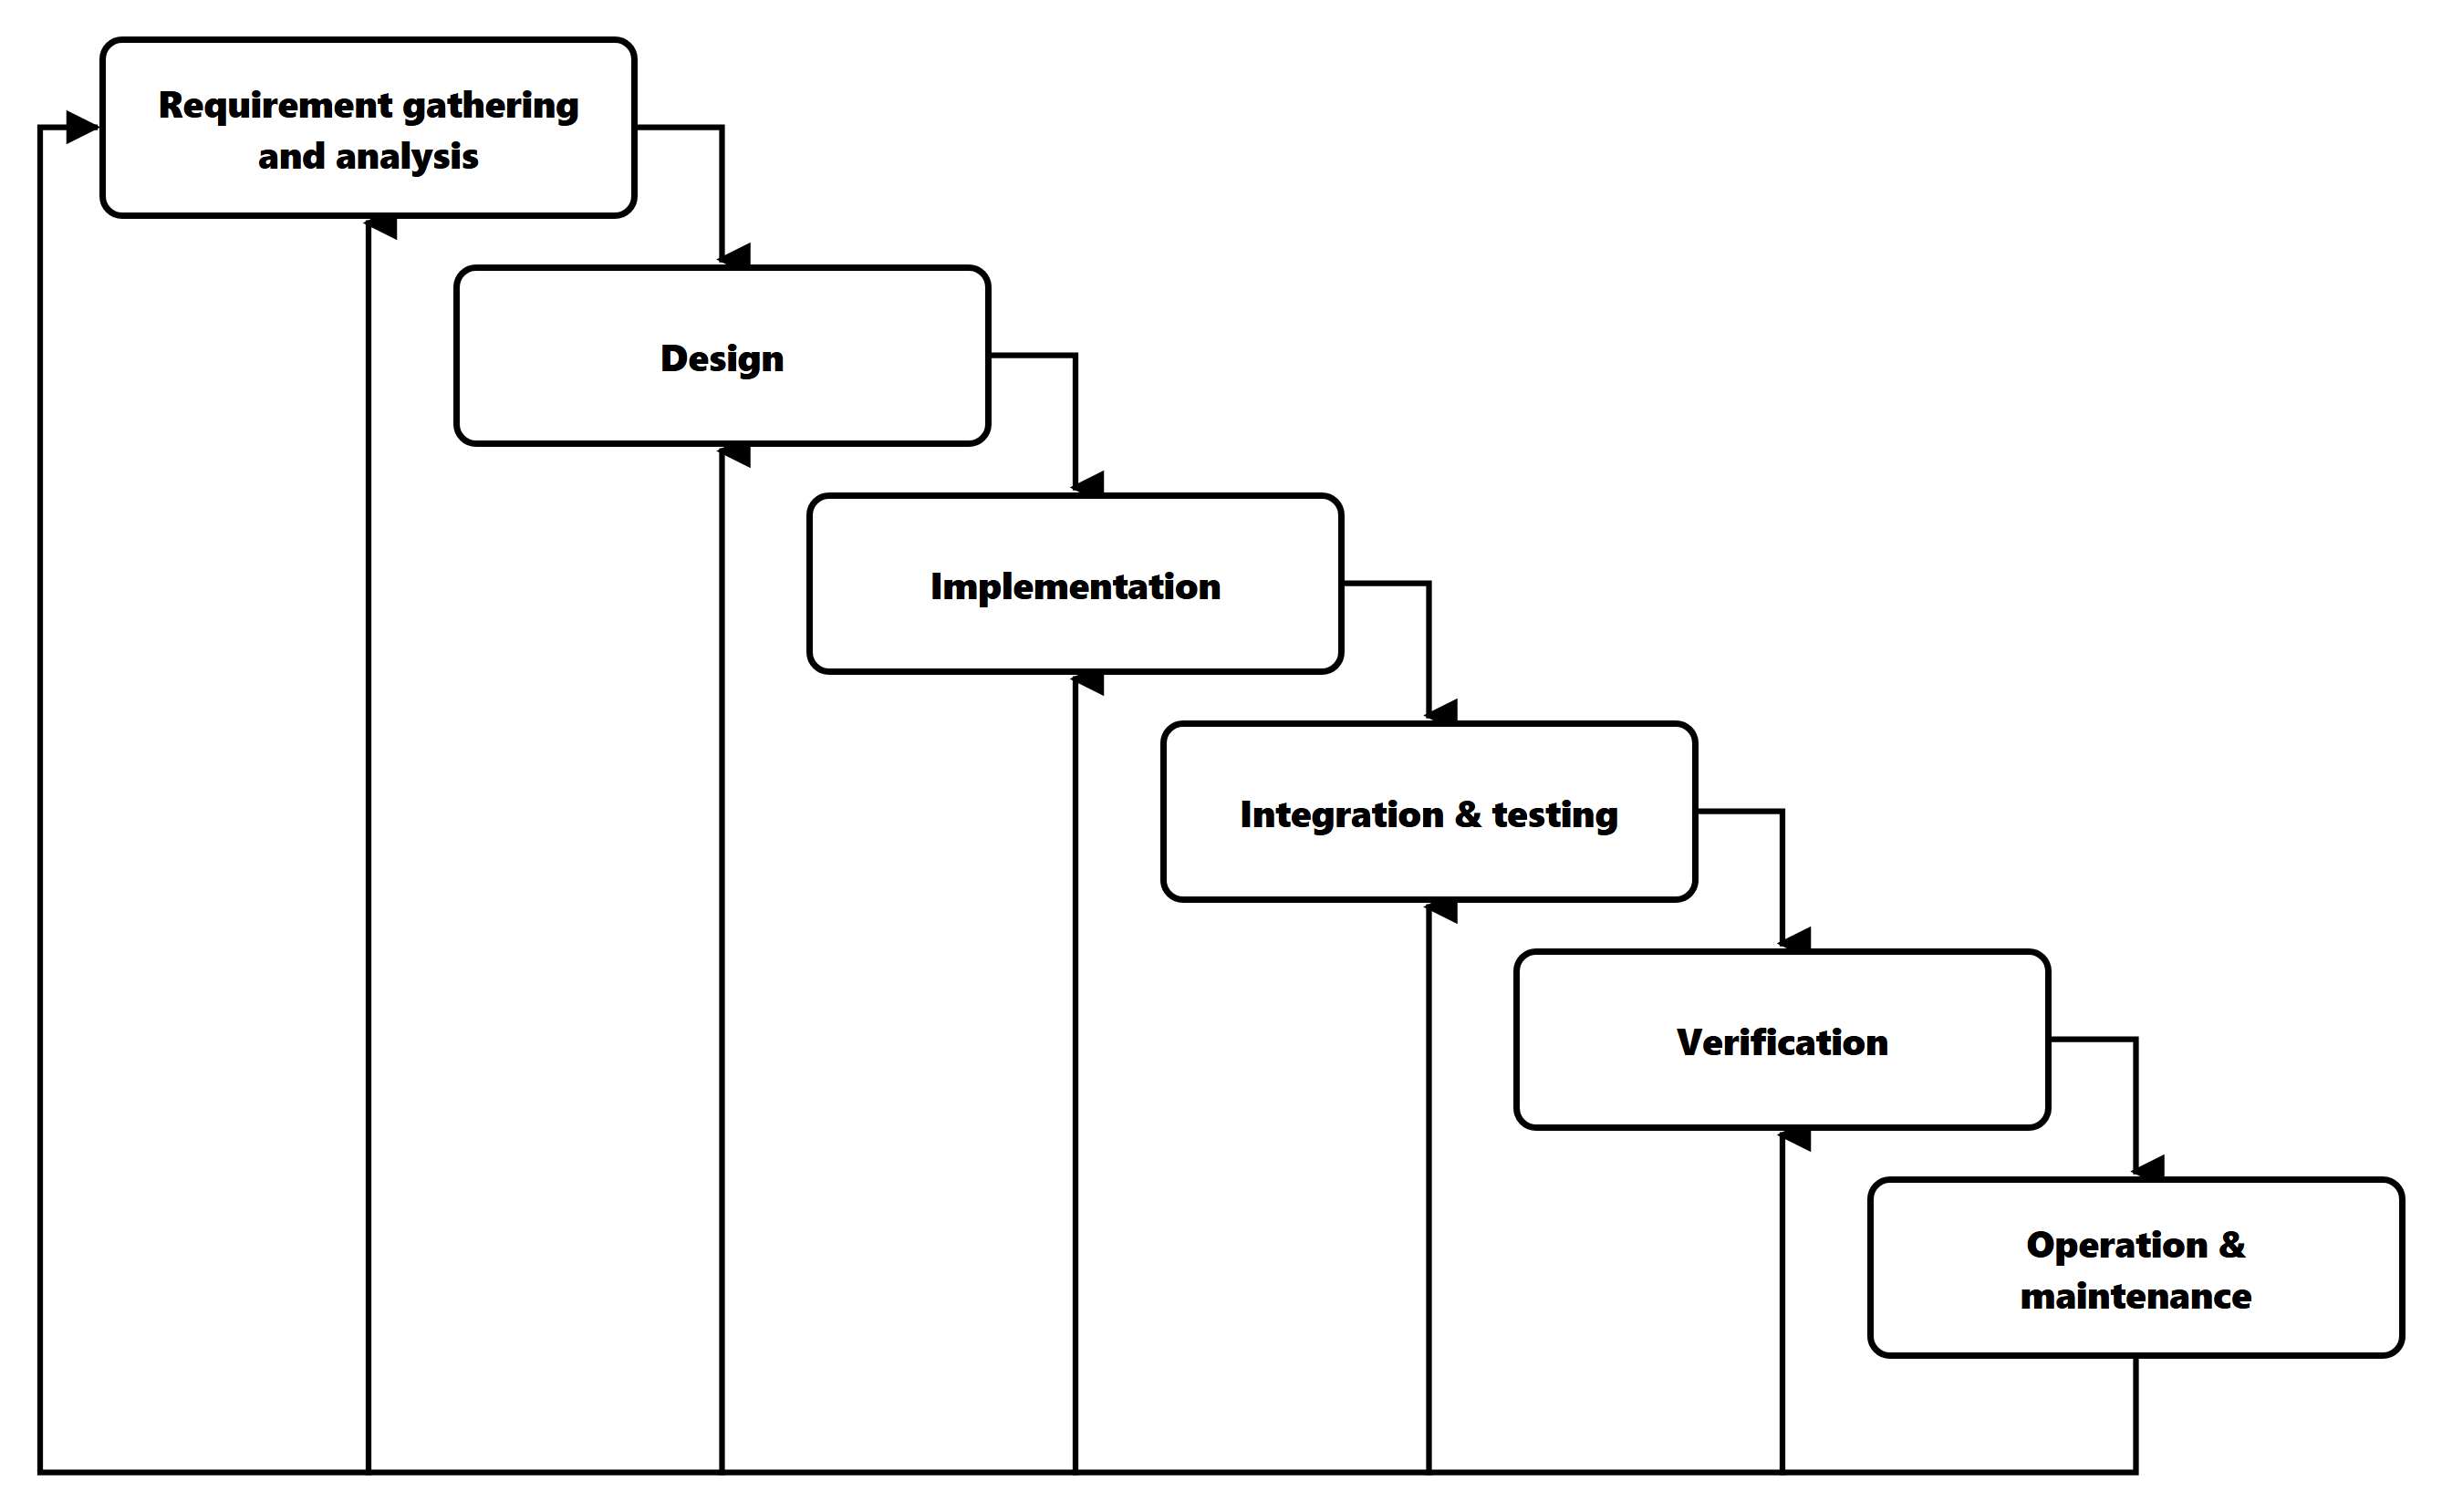 Requirement gathering
and analysis
Design
Implementation
Integration & testing
Verification
Operation &
maintenance